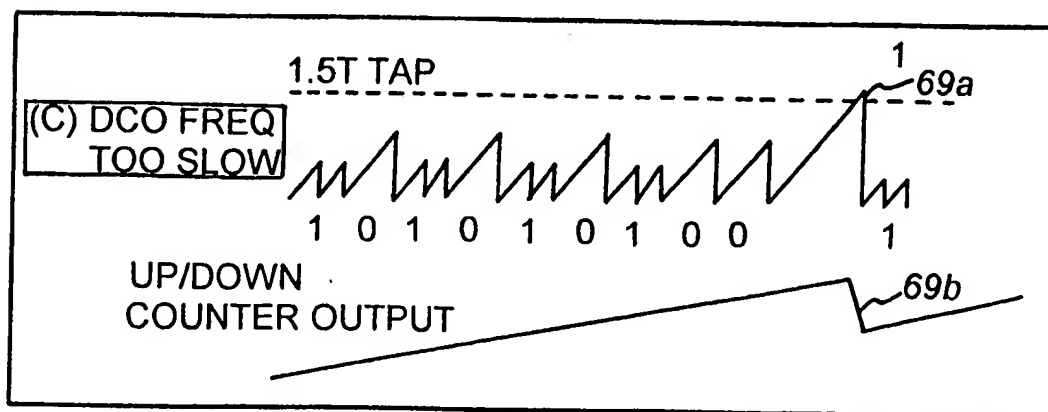 1.5T TAP
1
69a
(C) DCO FREQ
TOO SLOW
1 0 1 0 1 0 1 0 0 1
UP/DOWN
COUNTER OUTPUT
69b